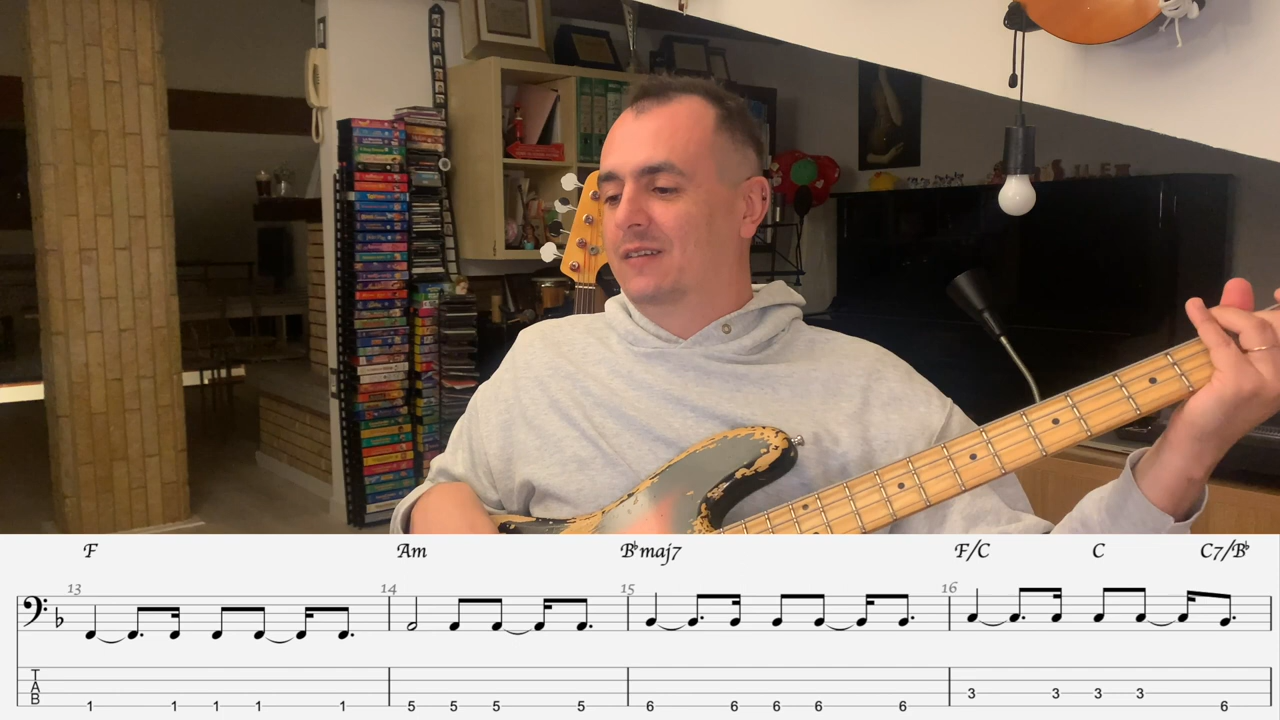 F Am B♭maj7 F/C C C7/B♭
13 14 15 16
T
A
B
3 3 3 3
1 1 1 1 1 5 5 5 5 6 6 6 6 6 6